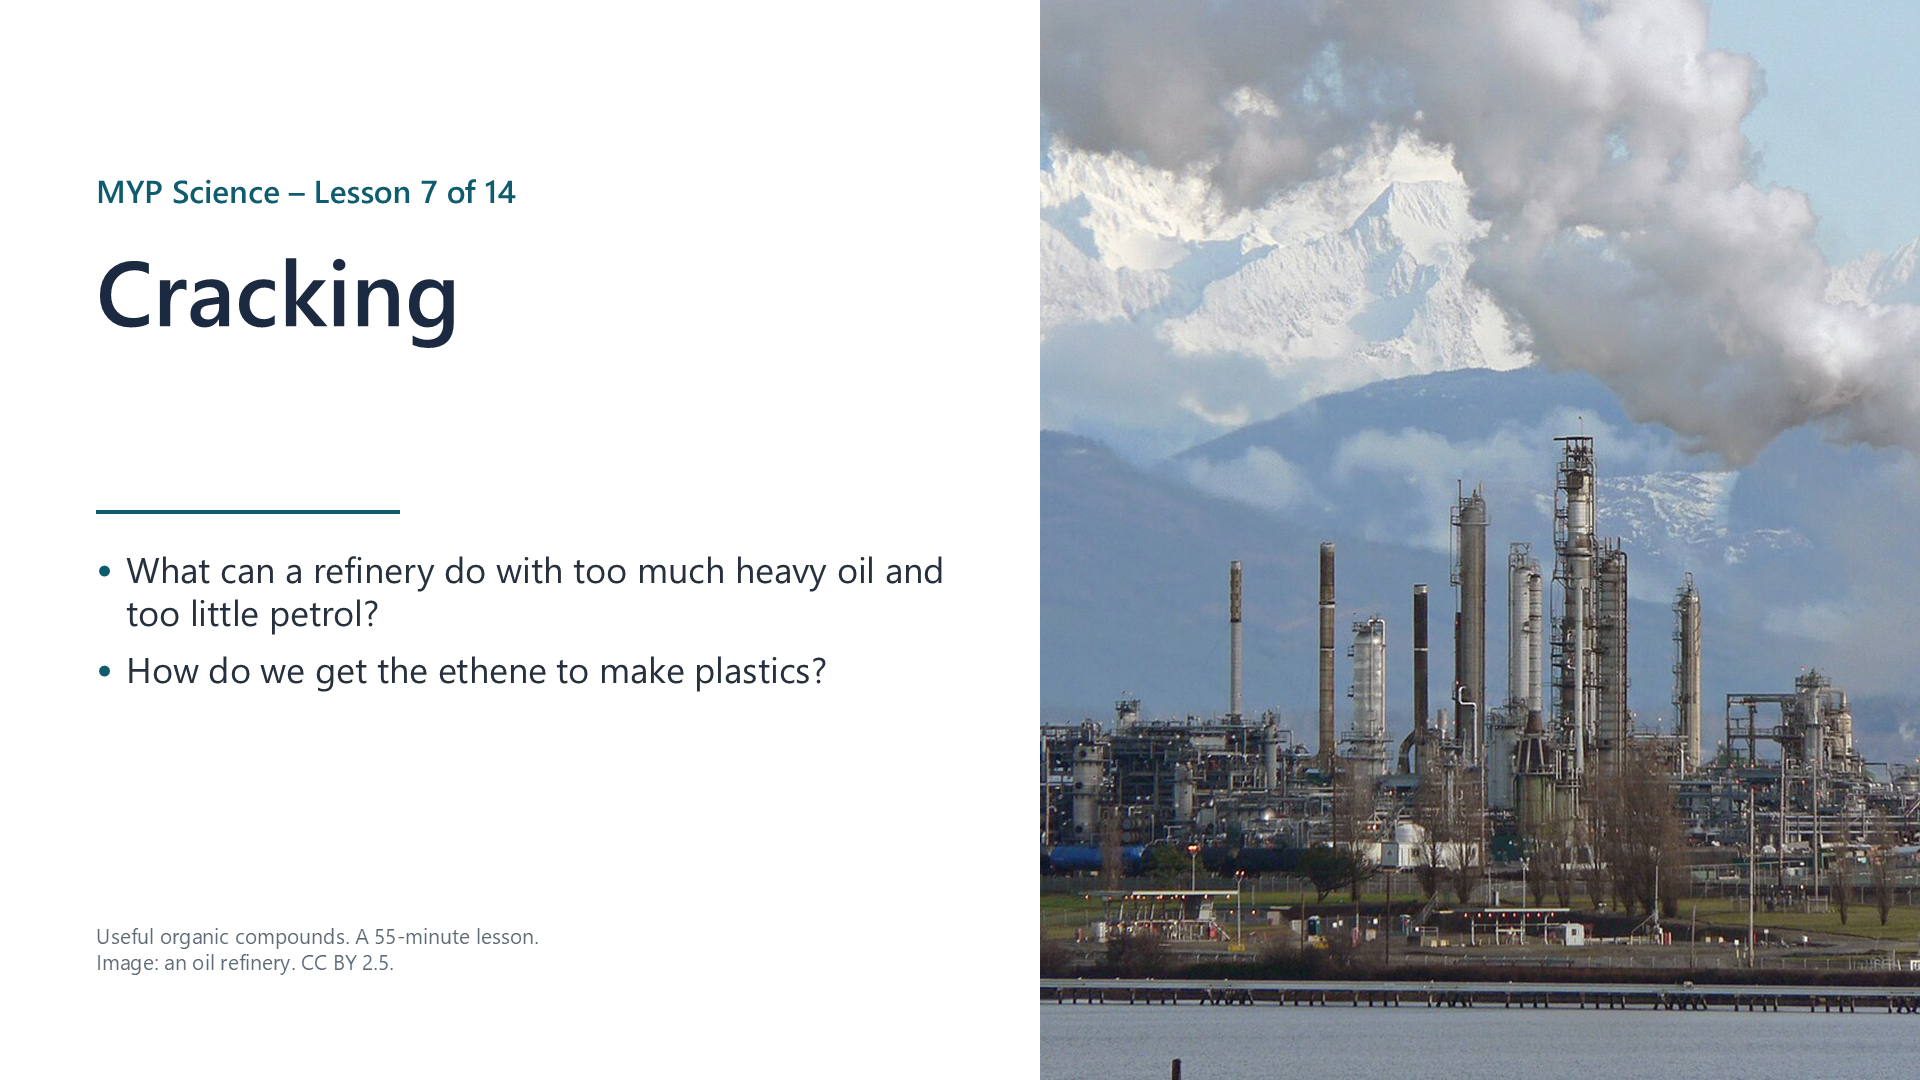 MYP Science – Lesson 7 of 14
Cracking
• What can a refinery do with too much heavy oil and
too little petrol?
• How do we get the ethene to make plastics?
Useful organic compounds. A 55-minute lesson.
Image: an oil refinery. CC BY 2.5.